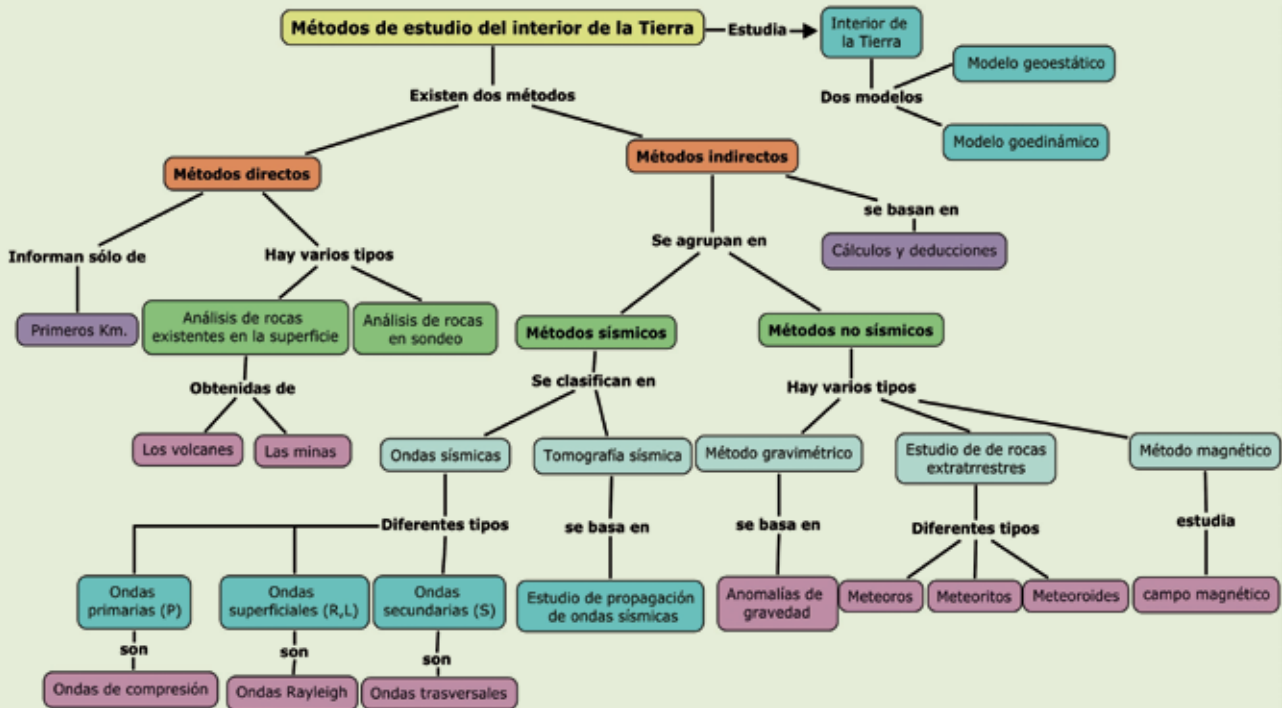 Métodos de estudio del interior de la Tierra
Estudia
Interior de
la Tierra
Dos modelos
Modelo geoestático
Modelo goedinámico
Existen dos métodos
Métodos directos
Métodos indirectos
Informan sólo de
Primeros Km.
Hay varios tipos
Análisis de rocas
existentes en la superficie
Análisis de rocas
en sondeo
Obtenidas de
Los volcanes
Las minas
se basan en
Cálculos y deducciones
Se agrupan en
Métodos sísmicos
Métodos no sísmicos
Se clasifican en
Ondas sísmicas
Tomografía sísmica
Diferentes tipos
Ondas
primarias (P)
Ondas
superficiales (R,L)
Ondas
secundarias (S)
son
son
son
Ondas de compresión
Ondas Rayleigh
Ondas trasversales
se basa en
Estudio de propagación
de ondas sísmicas
Hay varios tipos
Método gravimétrico
Estudio de de rocas
extratrrestres
Método magnético
se basa en
Anomalías de
gravedad
Diferentes tipos
Meteoros
Meteoritos
Meteoroides
estudia
campo magnético